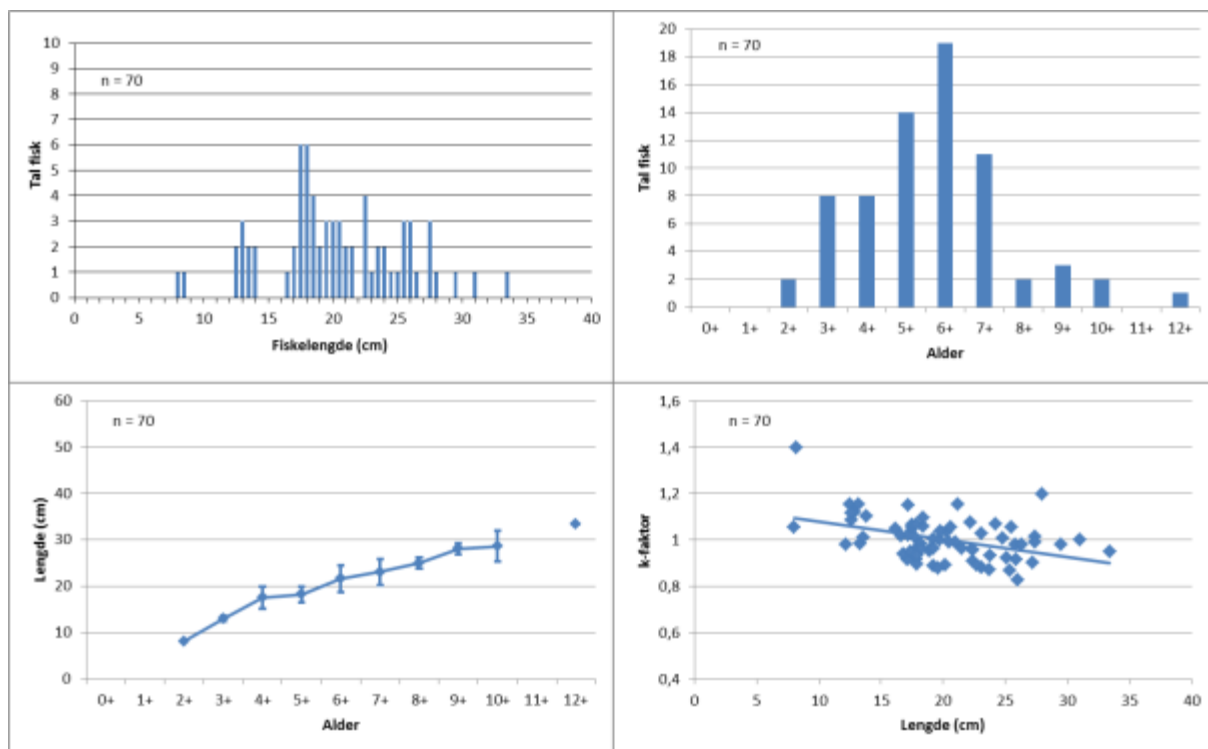 10
9
n = 70
8
7
6
5
4
3
2
1
0
Tal fisk
0 5 10 15 20 25 30 35 40
Fiskelengde (cm)
20
n = 70
18
16
14
12
10
8
6
4
2
0
Tal fisk
0+ 1+ 2+ 3+ 4+ 5+ 6+ 7+ 8+ 9+ 10+ 11+ 12+
Alder
60
n = 70
50
40
30
20
10
0
Lengde (cm)
0+ 1+ 2+ 3+ 4+ 5+ 6+ 7+ 8+ 9+ 10+ 11+ 12+
Alder
1,6
n = 70
1,4
1,2
1
0,8
0,6
0,4
k-faktor
0 5 10 15 20 25 30 35 40
Lengde (cm)